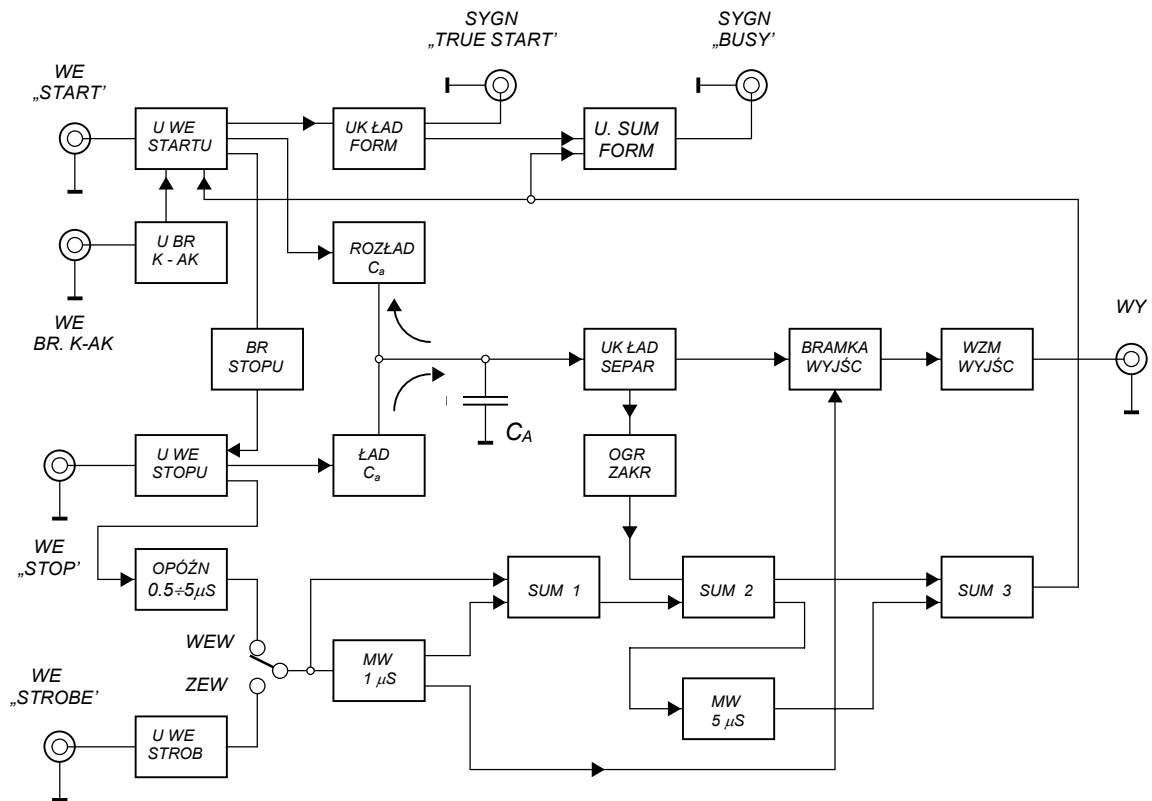 SYGN
„TRUE START’
SYGN
„BUSY’
WE
„START’
U WE
STARTU
UK ŁAD
FORM
U. SUM
FORM
U BR
K - AK
ROZŁAD
Ca
WE
BR. K-AK
BR
STOPU
UK ŁAD
SEPAR
BRAMKA
WYJŚC
WZM
WYJŚC
WY
CA
U WE
STOPU
ŁAD
Ca
OGR
ZAKR
WE
„STOP’
OPÓŹN
0.5÷5µS
SUM 1
SUM 2
SUM 3
WEW
MW
1 µS
ZEW
MW
5 µS
WE
„STROBE’
U WE
STROB